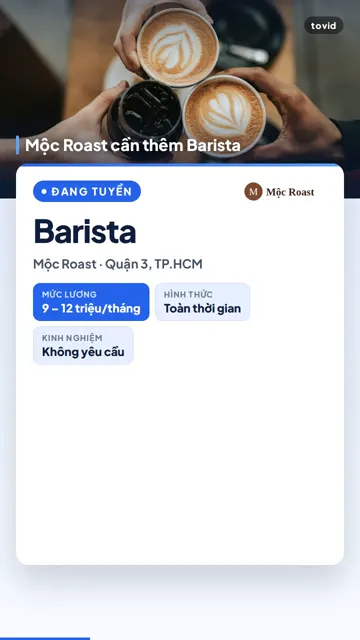 tovid
Mộc Roast cần thêm Barista
ĐANG TUYỂN
M Mộc Roast
Barista
Mộc Roast · Quận 3, TP.HCM
MỨC LƯƠNG
9 – 12 triệu/tháng
HÌNH THỨC
Toàn thời gian
KINH NGHIỆM
Không yêu cầu